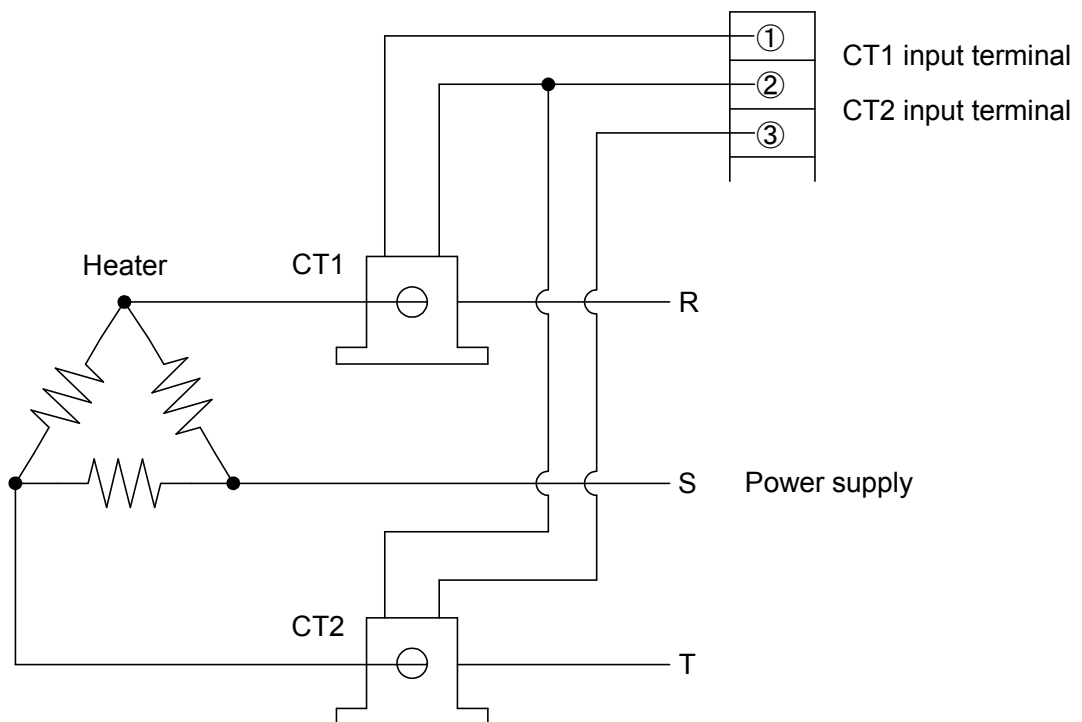 ①
CT1 input terminal
②
CT2 input terminal
③
Heater
CT1
R
S
Power supply
CT2
T